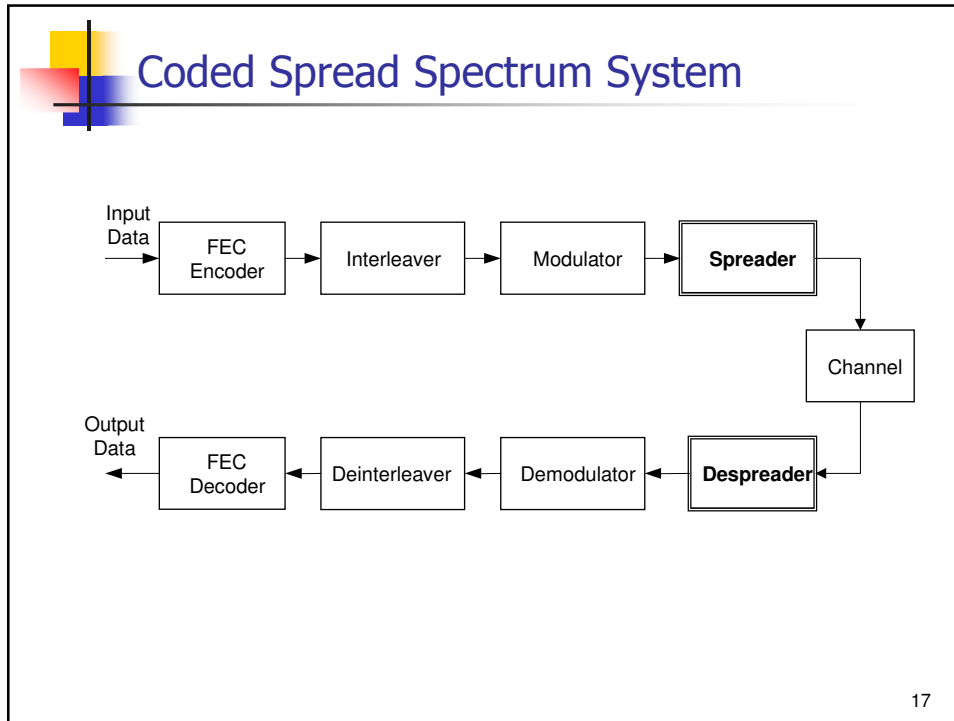 Coded Spread Spectrum System
Input
Data
FEC
Encoder
Interleaver
Modulator
Spreader
Channel
Output
Data
FEC
Decoder
Deinterleaver
Demodulator
Despreader
17